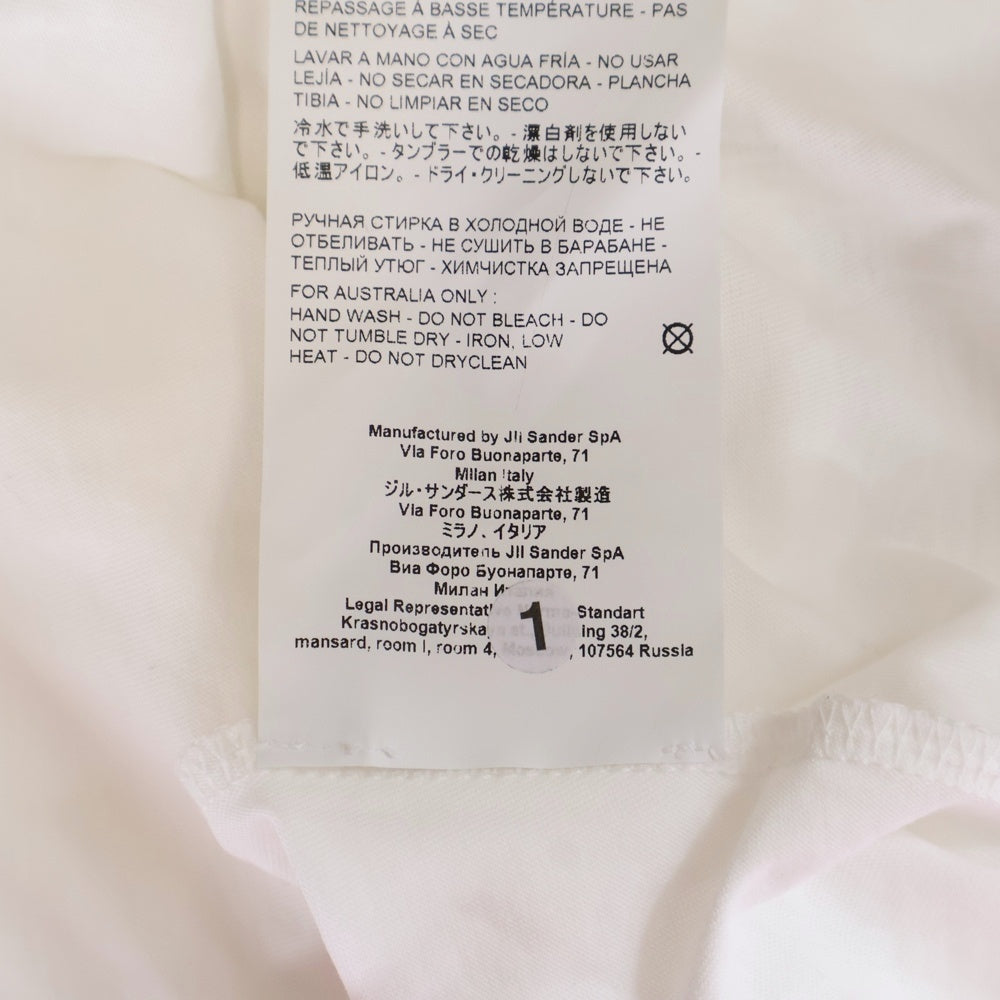 REPASSAGE À BASSE TEMPÉRATURE - PAS
DE NETTOYAGE À SEC
LAVAR A MANO CON AGUA FRÍA - NO USAR
LEJÍA - NO SECAR EN SECADORA - PLANCHA
TIBIA - NO LIMPIAR EN SECO
冷水で手洗いして下さい。- 漂白剤を使用しない
で下さい。- タンブラーでの乾燥はしないで下さい。-
低温アイロン。- ドライ・クリーニングしないで下さい。
РУЧНАЯ СТИРКА В ХОЛОДНОЙ ВОДЕ - НЕ
ОТБЕЛИВАТЬ - НЕ СУШИТЬ В БАРАБАНЕ -
ТЕПЛЫЙ УТЮГ - ХИМЧИСТКА ЗАПРЕЩЕНА
FOR AUSTRALIA ONLY :
HAND WASH - DO NOT BLEACH - DO
NOT TUMBLE DRY - IRON, LOW
HEAT - DO NOT DRYCLEAN
Manufactured by Jil Sander SpA
Via Foro Buonaparte, 71
Milan Italy
ジル・サンダース株式会社製造
Via Foro Buonaparte, 71
ミラノ、イタリア
Производитель Jil Sander SpA
Виа Форо Буонапарте, 71
Милан
Legal Standart
38/2,
mansard, room I, room 4, , 107564 Russia
1